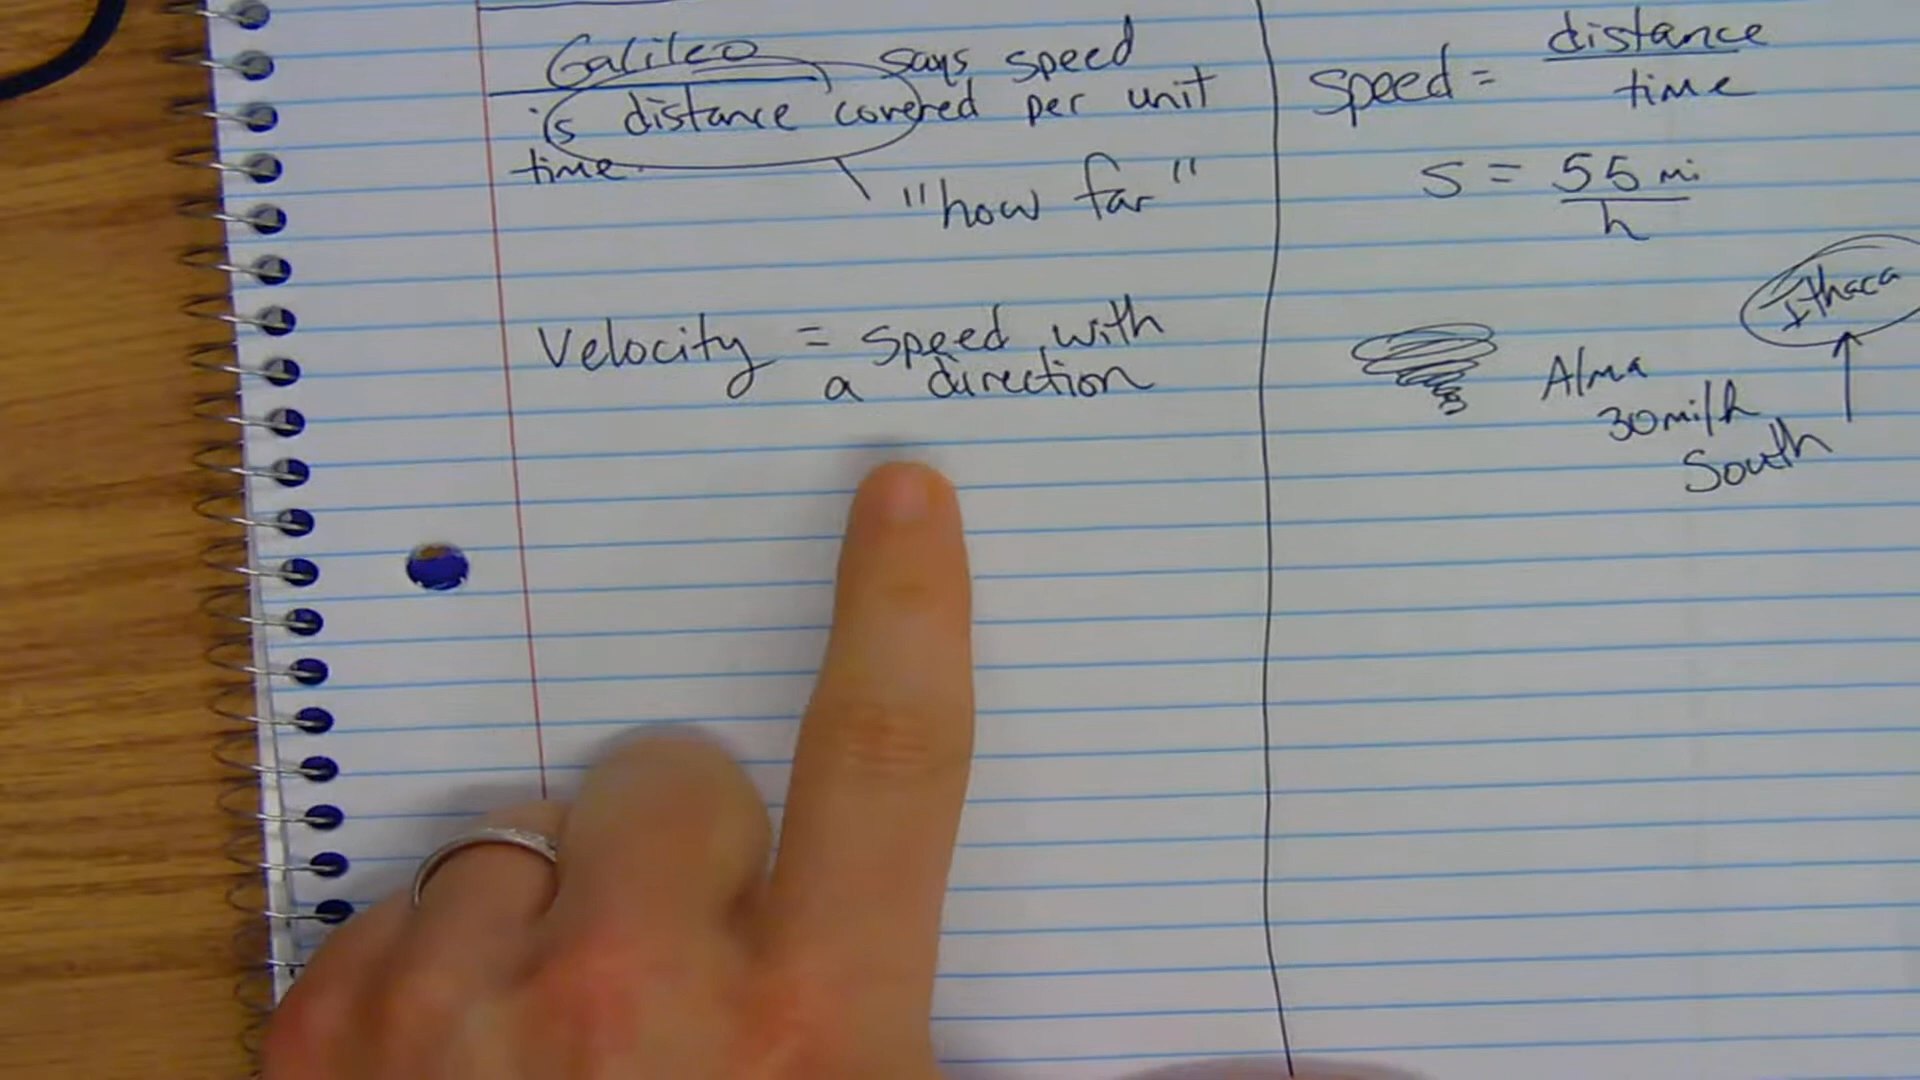 Galileo says speed
is distance covered per unit
time.
"how far"
Velocity = speed with
a direction
speed = distance
time
s = 55 mi
h
Ithaca
Alma
30mi/h
South